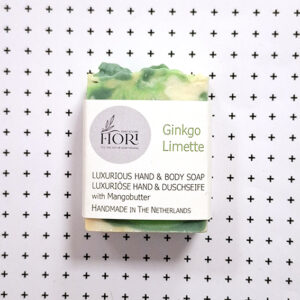 FIORI
Ginkgo
Limette
LUXURIOUS HAND & BODY SOAP
LUXURIÖSE HAND & DUSCHSEIFE
with Mangobutter
HANDMADE IN THE NETHERLANDS